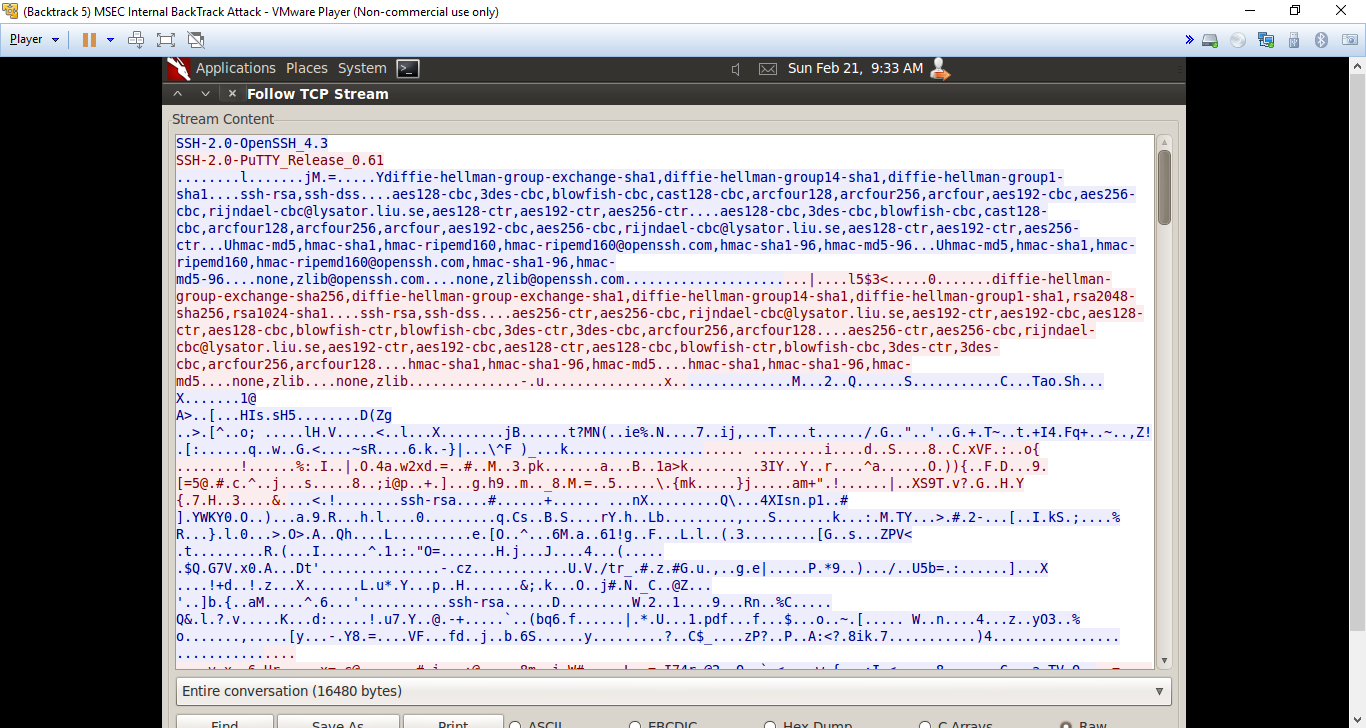 (Backtrack 5) MSEC Internal BackTrack Attack - VMware Player (Non-commercial use only)
Player
Applications Places System Sun Feb 21, 9:33 AM
Follow TCP Stream
Stream Content
SSH-2.0-OpenSSH_4.3
SSH-2.0-PuTTY_Release_0.61
........l.......jM.=.....Ydiffie-hellman-group-exchange-sha1,diffie-hellman-group14-sha1,diffie-hellman-group1-
sha1....ssh-rsa,ssh-dss....aes128-cbc,3des-cbc,blowfish-cbc,cast128-cbc,arcfour128,arcfour256,arcfour,aes192-cbc,aes256-
cbc,rijndael-cbc@lysator.liu.se,aes128-ctr,aes192-ctr,aes256-ctr....aes128-cbc,3des-cbc,blowfish-cbc,cast128-
cbc,arcfour128,arcfour256,arcfour,aes192-cbc,aes256-cbc,rijndael-cbc@lysator.liu.se,aes128-ctr,aes192-ctr,aes256-
ctr...Uhmac-md5,hmac-sha1,hmac-ripemd160,hmac-ripemd160@openssh.com,hmac-sha1-96,hmac-md5-96...Uhmac-md5,hmac-sha1,hmac-
ripemd160,hmac-ripemd160@openssh.com,hmac-sha1-96,hmac-
md5-96....none,zlib@openssh.com....none,zlib@openssh.com.......................|....l5$3<.....0.......diffie-hellman-
group-exchange-sha256,diffie-hellman-group-exchange-sha1,diffie-hellman-group14-sha1,diffie-hellman-group1-sha1,rsa2048-
sha256,rsa1024-sha1....ssh-rsa,ssh-dss....aes256-ctr,aes256-cbc,rijndael-cbc@lysator.liu.se,aes192-ctr,aes192-cbc,aes128-
ctr,aes128-cbc,blowfish-ctr,blowfish-cbc,3des-ctr,3des-cbc,arcfour256,arcfour128....aes256-ctr,aes256-cbc,rijndael-
cbc@lysator.liu.se,aes192-ctr,aes192-cbc,aes128-ctr,aes128-cbc,blowfish-ctr,blowfish-cbc,3des-ctr,3des-
cbc,arcfour256,arcfour128....hmac-sha1,hmac-sha1-96,hmac-md5....hmac-sha1,hmac-sha1-96,hmac-
md5....none,zlib....none,zlib.............-.u..............x...............M...2..Q......S...........C...Tao.Sh...
X.......1@
A>..[...HIs.sH5........D(Zg
..>.[^..o; .....lH.V.....<..l...X........jB......t?MN(..ie%.N....7..ij,...T....t....../.G.."..'..G.+.T~..t.+I4.Fq+..~..,Z!
.[:......q..w..G.<....~sR....6.k.-}|...\^F )_...k................... ..........i....d..S....8..C.xVF.:..o{
........!......%:.I..|.O.4a.w2xd.=..#..M..3.pk.......a...B..1a>k.........3IY..Y..r....^a......O.)){..F.D...9.
[=5@.#.c.^..j...s.....8..;i@p..+.]...g.h9..m.._8.M.=..5.....\.{mk.....}j.....am+".!......|..XS9T.v?.G..H.Y
{.7.H..3....&....<.!........ssh-rsa....#......+..... ...nX.........Q\...4XIsn.p1..#
].YWKY0.O..)...a.9.R...h.l....0.........q.Cs..B.S....rY.h..Lb.........,...S.......k...:.M.TY...>.#.2-...[..I.kS.;....%
R...}.l.0...>.O>.A..Qh....L..........e.[O..^...6M.a..61!g..F...L.l..(.3.........[G..s...ZPV<
.t.........R.(...I......^.1.:."O=.......H.j...J....4...(.....
.$Q.G7V.x0.A...Dt'...............-.cz............U.V./tr_.#.z.#G.u.,..g.e|.....P.*9..).../..U5b=.:......]...X
....!+d..!.z...X.......L.u*.Y...p..H.......&;.k...O..j#.N._C..@Z...
'..]b.{..aM.....^.6...'...........ssh-rsa......D.........W.2..1....9...Rn..%C.....
Q&.l.?.v.....K...d:.....!.u7.Y..@.-+.....`..(bq6.f......|.*.U...1.pdf...f...$...o..~.[..... W..n....4...z..yO3..%
o.......,.....[y...-.Y8.=....VF...fd..j..b.6S......y.........?..C$_....zP?..P..A:<?.8ik.7...........)4................
...............
Entire conversation (16480 bytes)
Find Save As Print ASCII EBCDIC Hex Dump C Arrays Raw